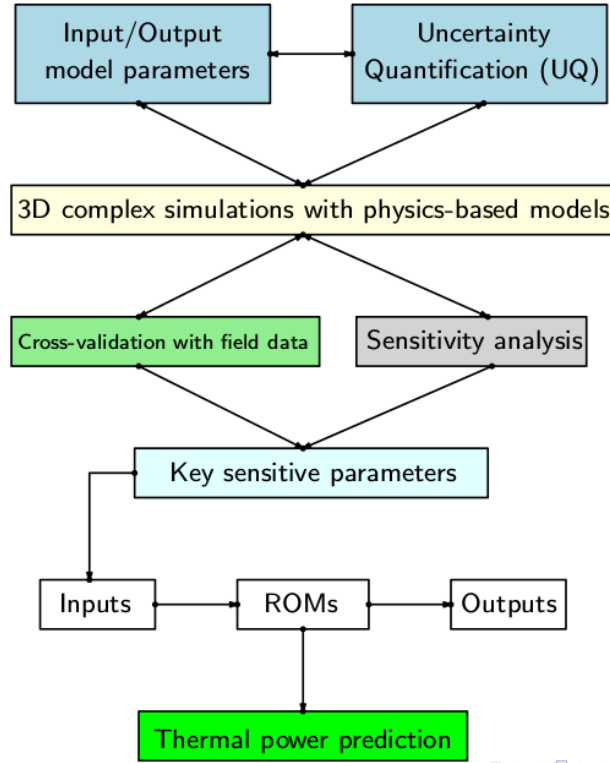 Input/Output
model parameters
Uncertainty
Quantification (UQ)
3D complex simulations with physics-based models
Cross-validation with field data
Sensitivity analysis
Key sensitive parameters
Inputs
ROMs
Outputs
Thermal power prediction